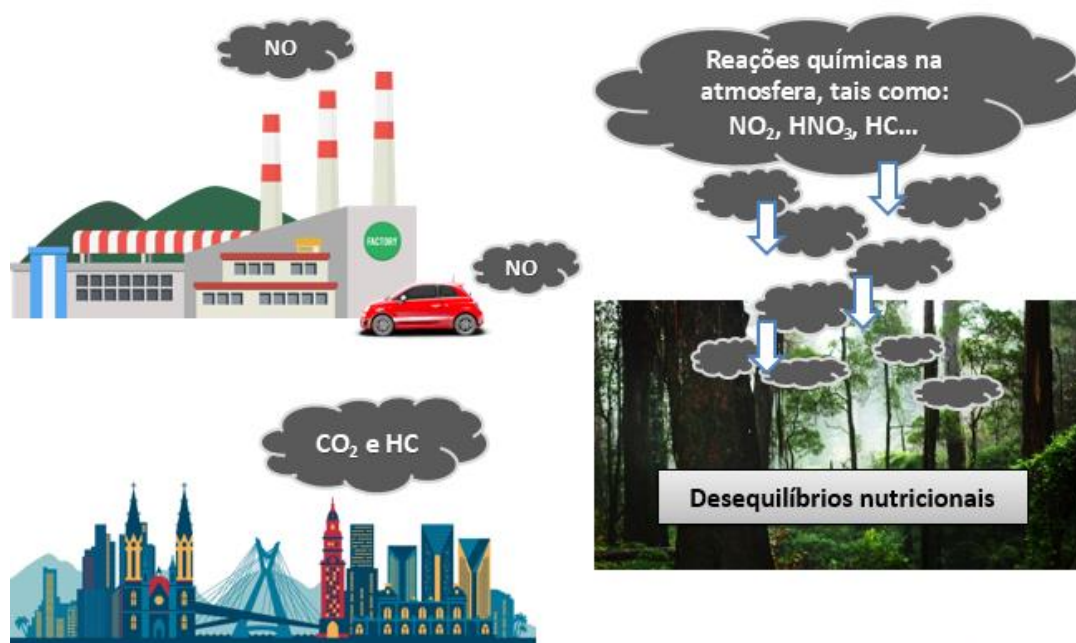 NO
FACTORY
NO
CO₂ e HC
Reações químicas na
atmosfera, tais como:
NO₂, HNO₃, HC...
Desequilíbrios nutricionais